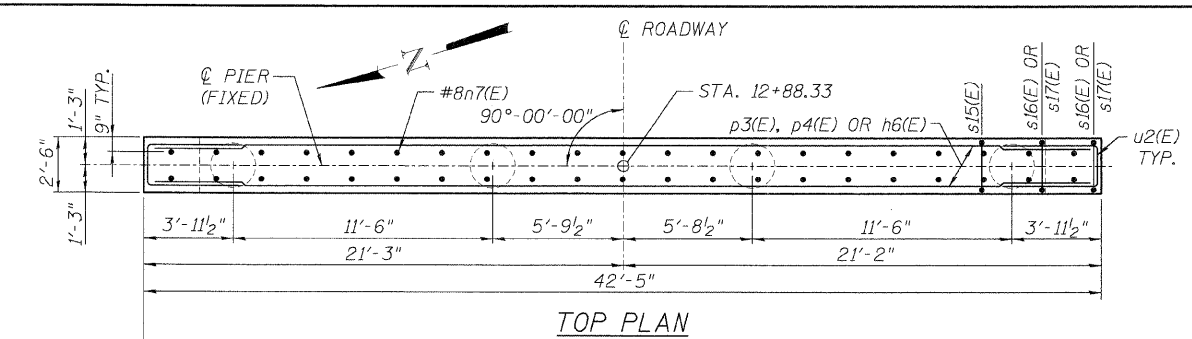 ℄ ROADWAY
N
℄ PIER
(FIXED)
#8n7(E)
90°-00'-00"
STA. 12+88.33
p3(E), p4(E) OR h6(E)
s15(E)
s16(E) OR
s17(E)
s16(E) OR
s17(E)
u2(E)
TYP.
9" TYP.
1'-3"
2'-6"
1'-3"
3'-11½"
11'-6"
5'-9½"
5'-8½"
11'-6"
3'-11½"
21'-3"
21'-2"
42'-5"
TOP PLAN